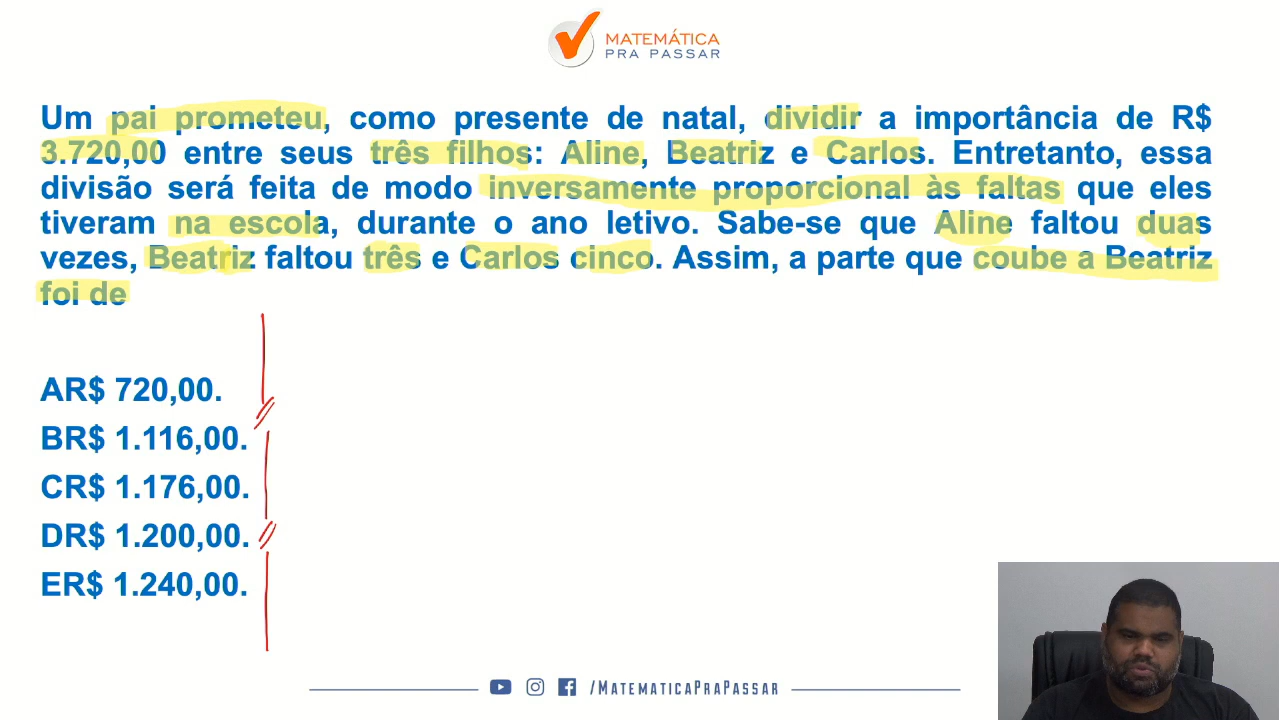 MATEMÁTICA
PRA PASSAR
Um pai prometeu, como presente de natal, dividir a importância de R$
3.720,00 entre seus três filhos: Aline, Beatriz e Carlos. Entretanto, essa
divisão será feita de modo inversamente proporcional às faltas que eles
tiveram na escola, durante o ano letivo. Sabe-se que Aline faltou duas
vezes, Beatriz faltou três e Carlos cinco. Assim, a parte que coube a Beatriz
foi de
AR$ 720,00.
BR$ 1.116,00.
CR$ 1.176,00.
DR$ 1.200,00.
ER$ 1.240,00.
/MATEMATICAPRAPASSAR